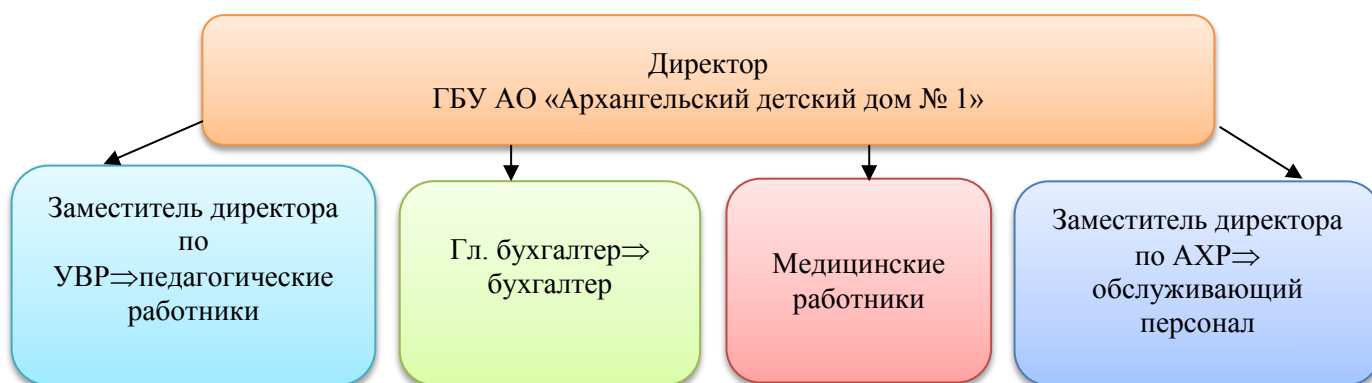 Директор
ГБУ АО «Архангельский детский дом № 1»
Заместитель директора
по
УВР⇒педагогические
работники
Гл. бухгалтер⇒
бухгалтер
Медицинские
работники
Заместитель директора
по АХР⇒
обслуживающий
персонал